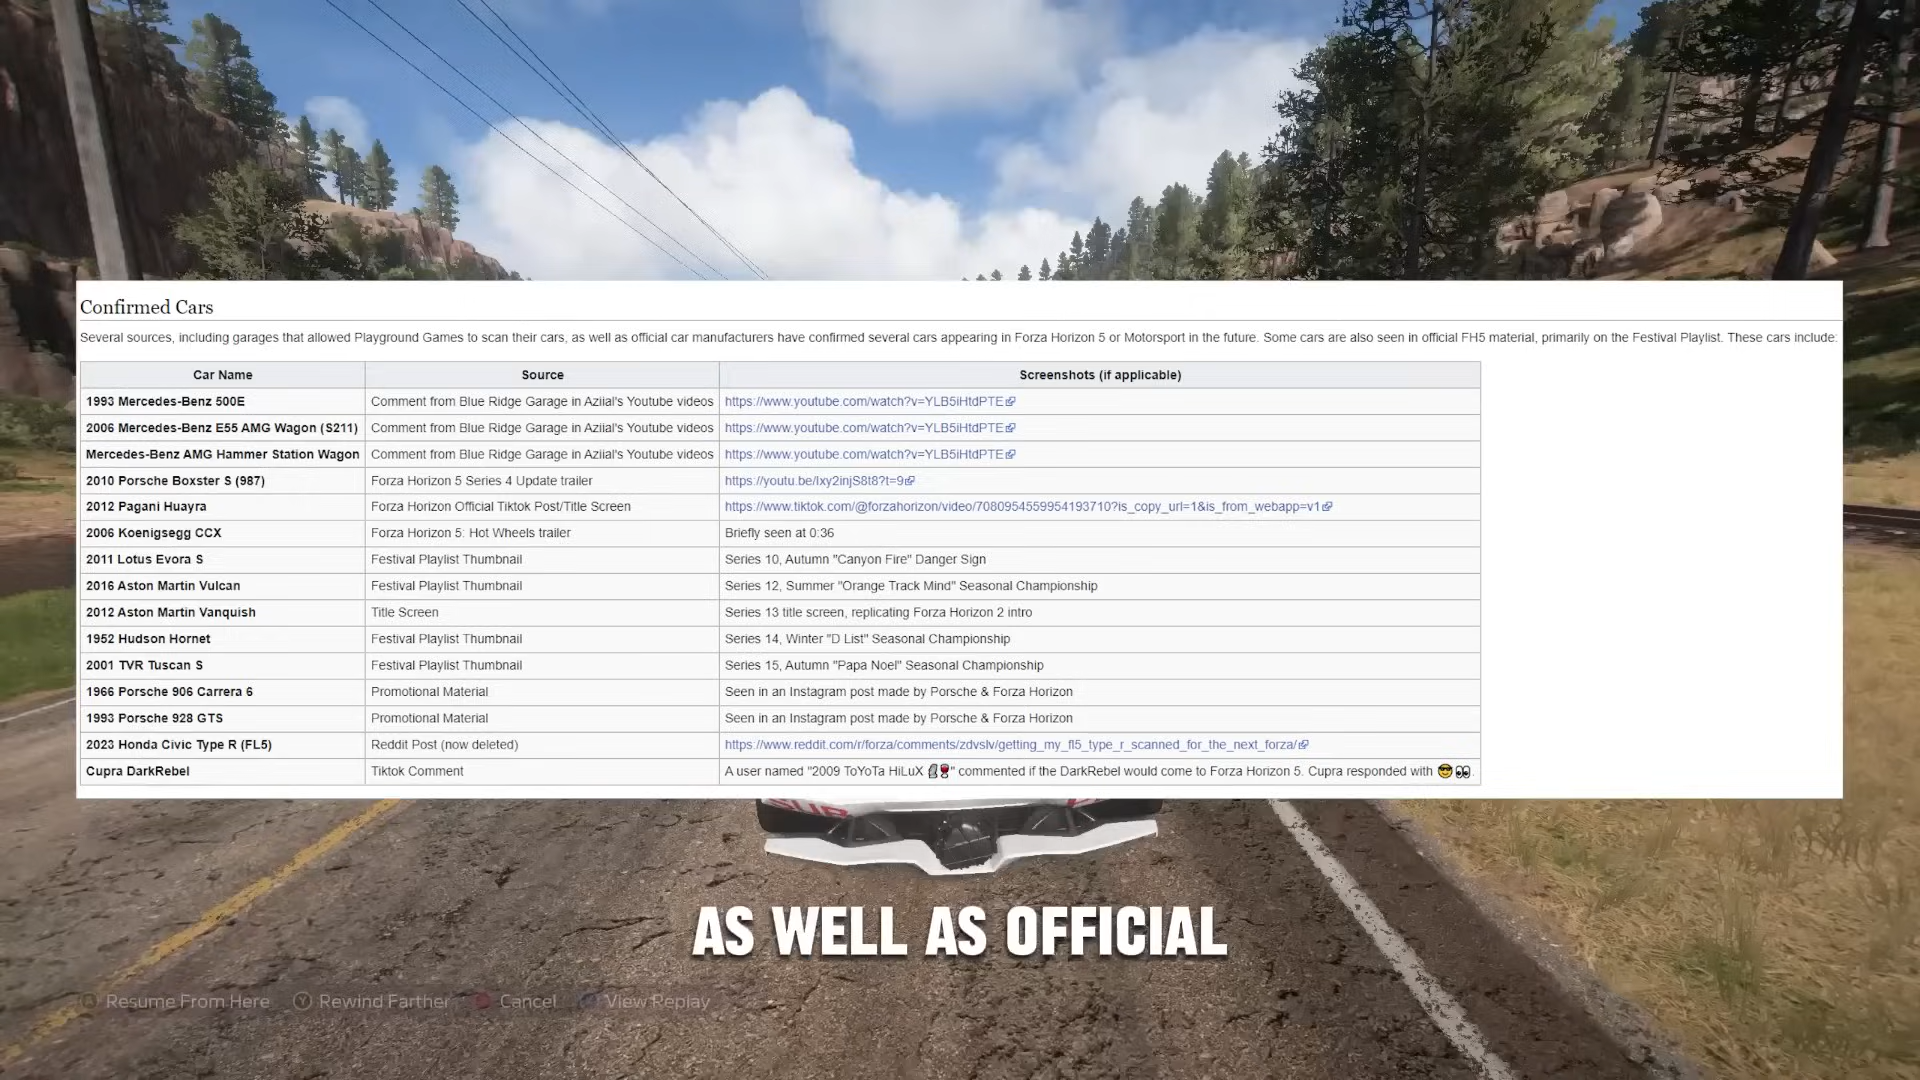 Confirmed Cars
Several sources, including garages that allowed Playground Games to scan their cars, as well as official car manufacturers have confirmed several cars appearing in Forza Horizon 5 or Motorsport in the future. Some cars are also seen in official FH5 material, primarily on the Festival Playlist. These cars include:
Car Name Source Screenshots (if applicable)
1993 Mercedes-Benz 500E Comment from Blue Ridge Garage in Aziial's Youtube videos https://www.youtube.com/watch?v=YLB5iHtdPTE
2006 Mercedes-Benz E55 AMG Wagon (S211) Comment from Blue Ridge Garage in Aziial's Youtube videos https://www.youtube.com/watch?v=YLB5iHtdPTE
Mercedes-Benz AMG Hammer Station Wagon Comment from Blue Ridge Garage in Aziial's Youtube videos https://www.youtube.com/watch?v=YLB5iHtdPTE
2010 Porsche Boxster S (987) Forza Horizon 5 Series 4 Update trailer https://youtu.be/Ixy2injS8t8?t=9
2012 Pagani Huayra Forza Horizon Official Tiktok Post/Title Screen https://www.tiktok.com/@forzahorizon/video/7080954559954193710?is_copy_url=1&is_from_webapp=v1
2006 Koenigsegg CCX Forza Horizon 5: Hot Wheels trailer Briefly seen at 0:36
2011 Lotus Evora S Festival Playlist Thumbnail Series 10, Autumn "Canyon Fire" Danger Sign
2016 Aston Martin Vulcan Festival Playlist Thumbnail Series 12, Summer "Orange Track Mind" Seasonal Championship
2012 Aston Martin Vanquish Title Screen Series 13 title screen, replicating Forza Horizon 2 intro
1952 Hudson Hornet Festival Playlist Thumbnail Series 14, Winter "D List" Seasonal Championship
2001 TVR Tuscan S Festival Playlist Thumbnail Series 15, Autumn "Papa Noel" Seasonal Championship
1966 Porsche 906 Carrera 6 Promotional Material Seen in an Instagram post made by Porsche & Forza Horizon
1993 Porsche 928 GTS Promotional Material Seen in an Instagram post made by Porsche & Forza Horizon
2023 Honda Civic Type R (FL5) Reddit Post (now deleted) https://www.reddit.com/r/forza/comments/zdvslv/getting_my_fl5_type_r_scanned_for_the_next_forza/
Cupra DarkRebel Tiktok Comment A user named "2009 ToYoTa HiLuX 🗿🍷" commented if the DarkRebel would come to Forza Horizon 5. Cupra responded with 😎👀.
AS WELL AS OFFICIAL
A Resume From Here Y Rewind Farther Cancel View Replay